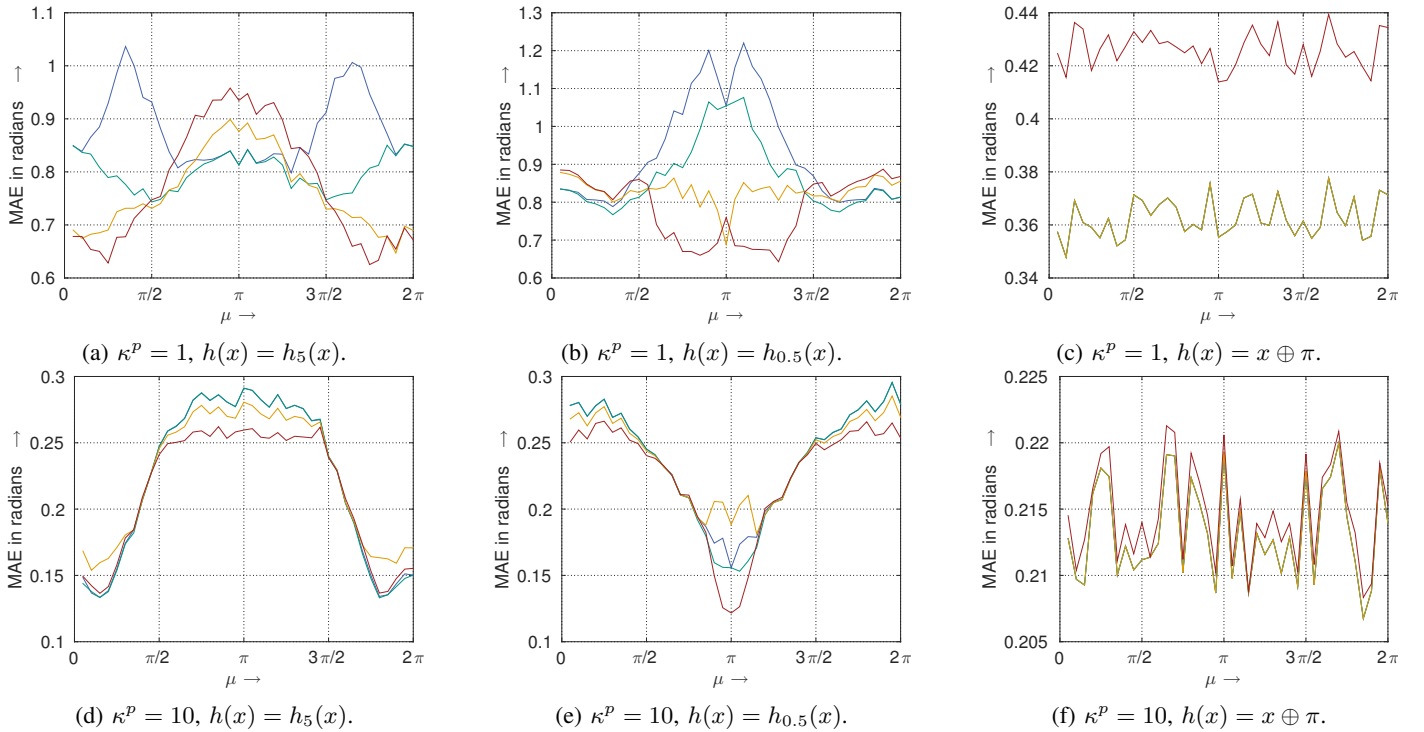 1.1
1
0.9
0.8
0.7
0.6
MAE in radians →
0 π/2 π 3π/2 2π
μ →
(a) κ^p = 1, h(x) = h_5(x).
1.3
1.2
1.1
1
0.9
0.8
0.7
0.6
MAE in radians →
0 π/2 π 3π/2 2π
μ →
(b) κ^p = 1, h(x) = h_{0.5}(x).
0.44
0.42
0.4
0.38
0.36
0.34
MAE in radians →
0 π/2 π 3π/2 2π
μ →
(c) κ^p = 1, h(x) = x ⊕ π.
0.3
0.25
0.2
0.15
0.1
MAE in radians →
0 π/2 π 3π/2 2π
μ →
(d) κ^p = 10, h(x) = h_5(x).
0.3
0.25
0.2
0.15
0.1
MAE in radians →
0 π/2 π 3π/2 2π
μ →
(e) κ^p = 10, h(x) = h_{0.5}(x).
0.225
0.22
0.215
0.21
0.205
MAE in radians →
0 π/2 π 3π/2 2π
μ →
(f) κ^p = 10, h(x) = x ⊕ π.